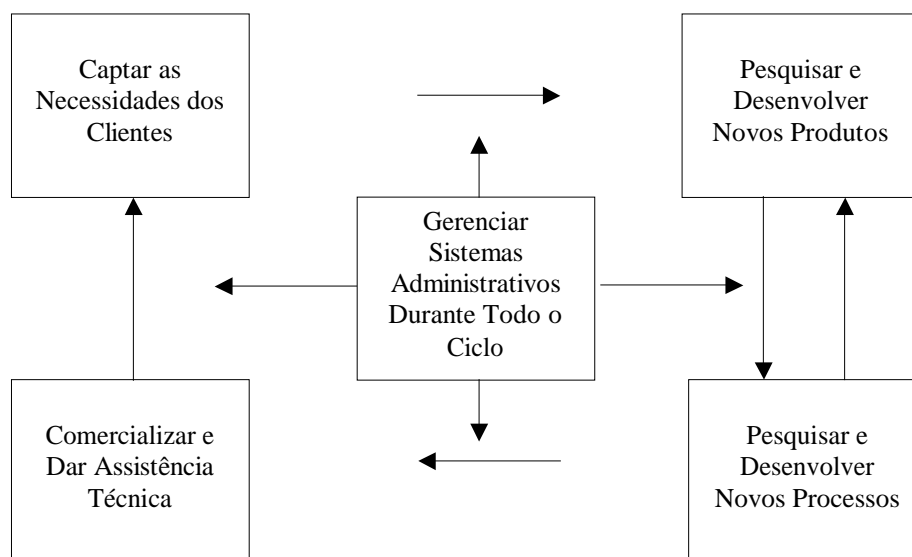 Captar as
Necessidades dos
Clientes
Pesquisar e
Desenvolver
Novos Produtos
Gerenciar
Sistemas
Administrativos
Durante Todo o
Ciclo
Comercializar e
Dar Assistência
Técnica
Pesquisar e
Desenvolver
Novos Processos